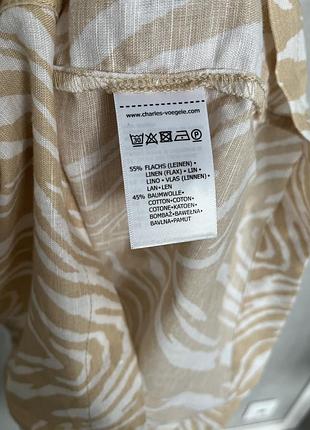 www.charles-voegele.com
30
P
55% FLACHS (LEINEN) •
LINEN (FLAX) • LIN •
LINO • VLAS (LINNEN) •
LAN • LEN
45% BAUMWOLLE •
COTTON • COTON •
COTONE • KATOEN •
BOMBAŽ • BAWEŁNA •
BAVLNA • PAMUT